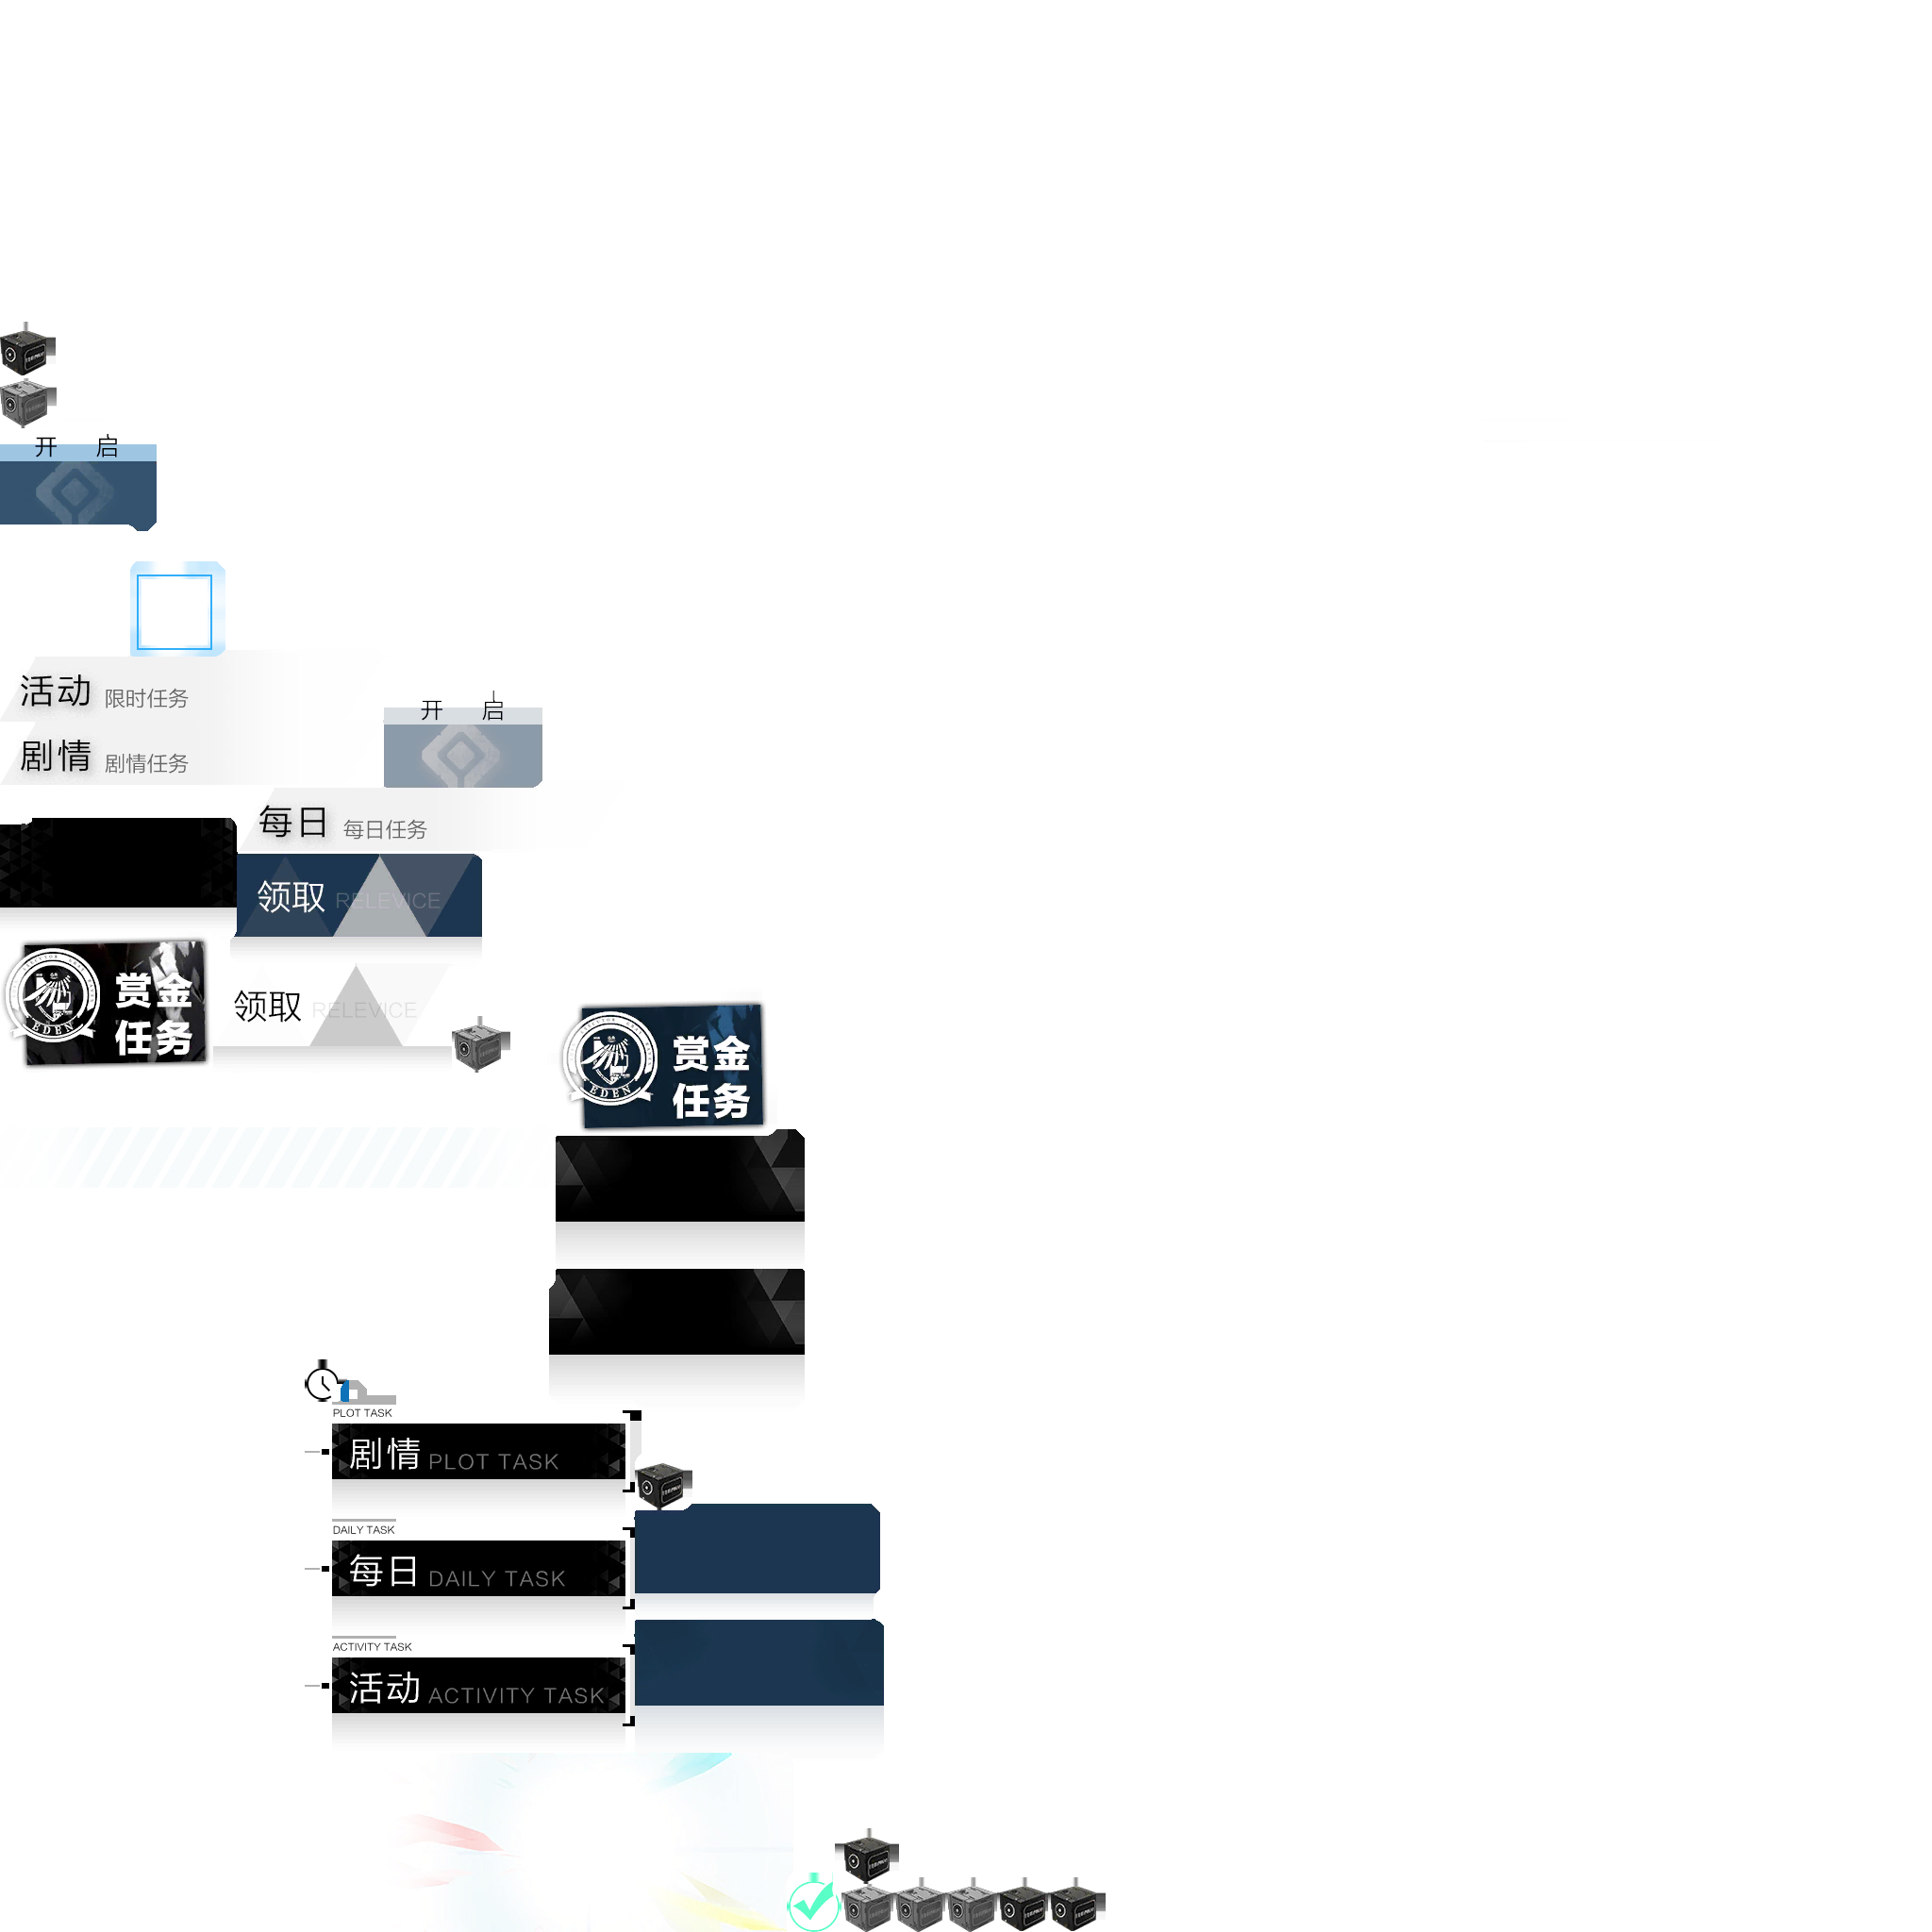 开 启
活动 限时任务
开 启
剧情 剧情任务
每日 每日任务
领取 RELEVICE
赏金
任务
EDEN
领取 RELEVICE
赏金
任务
EDEN
PLOT TASK
剧情 PLOT TASK
DAILY TASK
每日 DAILY TASK
ACTIVITY TASK
活动 ACTIVITY TASK